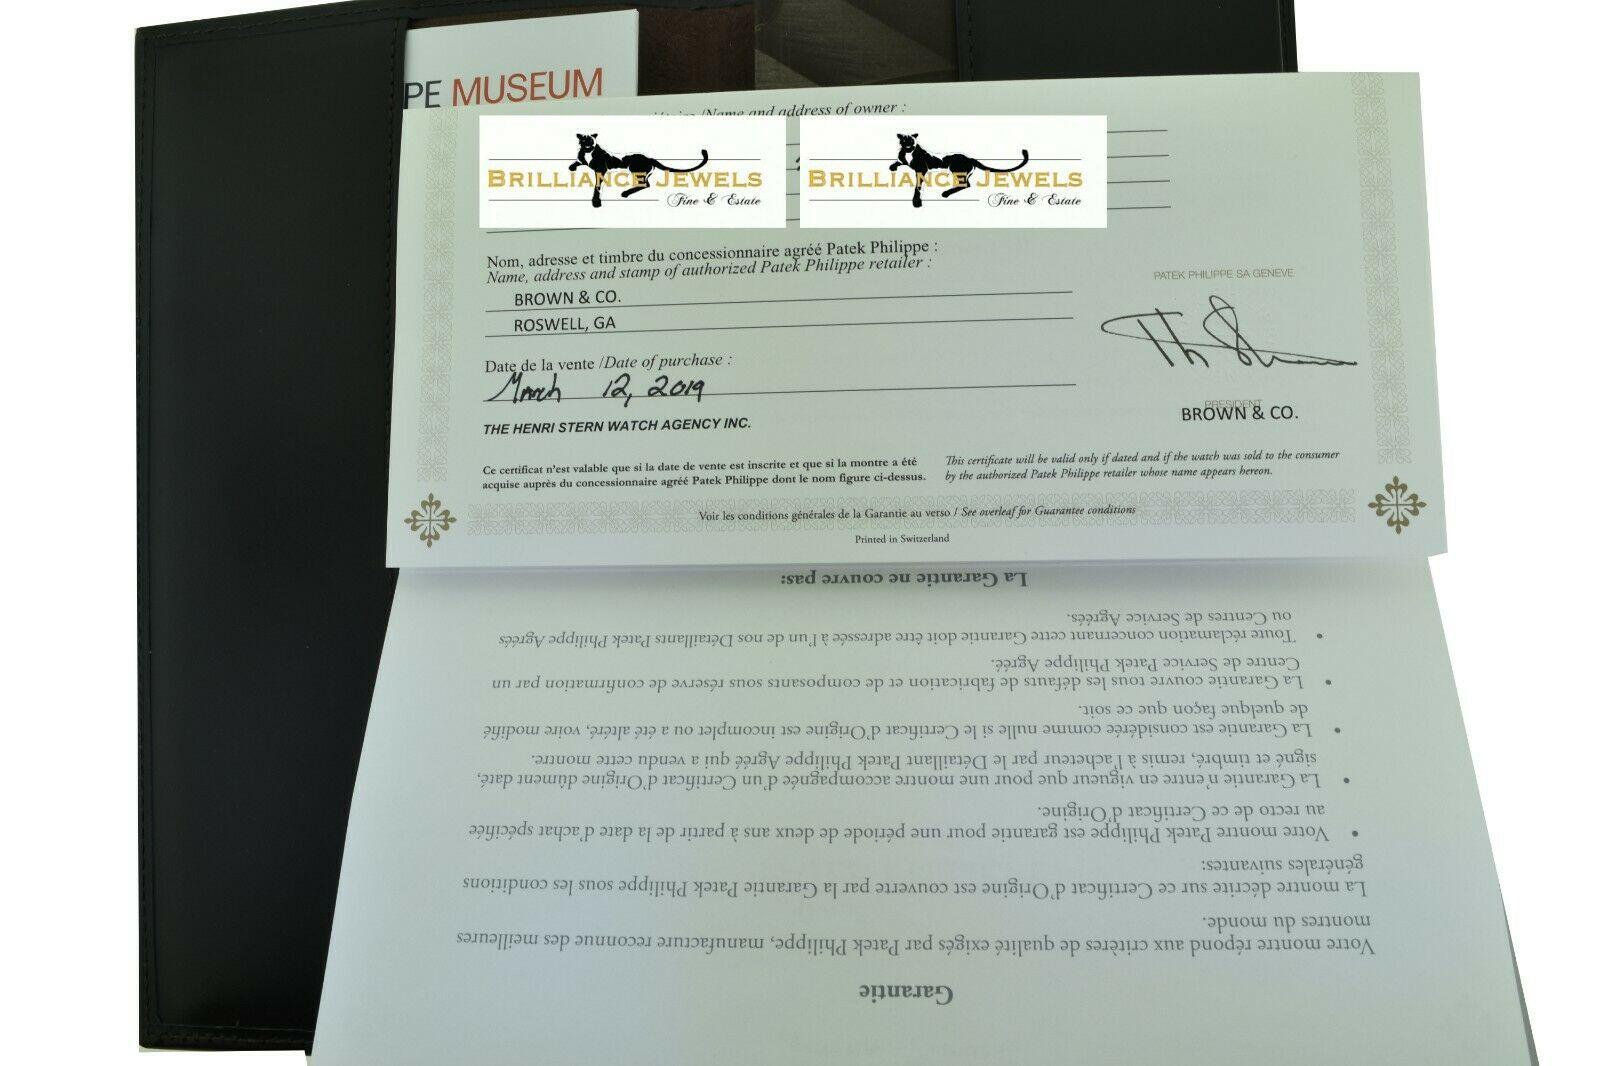 PE MUSEUM
/Name and address of owner :
BRILLIANCE JEWELS
Fine & Estate
BRILLIANCE JEWELS
Fine & Estate
Nom, adresse et timbre du concessionnaire agréé Patek Philippe :
Name, address and stamp of authorized Patek Philippe retailer :
BROWN & CO.
ROSWELL, GA
Date de la vente /Date of purchase :
March 12, 2019
THE HENRI STERN WATCH AGENCY INC.
PATEK PHILIPPE SA GENEVE
PRESIDENT
BROWN & CO.
Ce certificat n'est valable que si la date de vente est inscrite et que si la montre a été
acquise auprès du concessionnaire agréé Patek Philippe dont le nom figure ci-dessus.
This certificate will be valid only if dated and if the watch was sold to the consumer
by the authorized Patek Philippe retailer whose name appears hereon.
Voir les conditions générales de la Garantie au verso / See overleaf for Guarantee conditions
Printed in Switzerland
Garantie
Votre montre répond aux critères de qualité exigés par Patek Philippe, manufacture reconnue des meilleures
montres du monde.
La montre décrite sur ce Certificat d'Origine est couverte par la Garantie Patek Philippe sous les conditions
générales suivantes:
• Votre montre Patek Philippe est garantie pour une période de deux ans à partir de la date d'achat spécifiée
au recto de ce Certificat d'Origine.
• La Garantie n'entre en vigueur que pour une montre accompagnée d'un Certificat d'Origine dûment daté,
signé et timbré, remis à l'acheteur par le Détaillant Patek Philippe Agréé qui a vendu cette montre.
• La Garantie est considérée comme nulle si le Certificat d'Origine est incomplet ou a été altéré, voire modifié
de quelque façon que ce soit.
• La Garantie couvre tous les défauts de fabrication et de composants sous réserve de confirmation par un
Centre de Service Patek Philippe Agréé.
• Toute réclamation concernant cette Garantie doit être adressée à l'un de nos Détaillants Patek Philippe Agréés
ou Centres de Service Agréés.
La Garantie ne couvre pas: